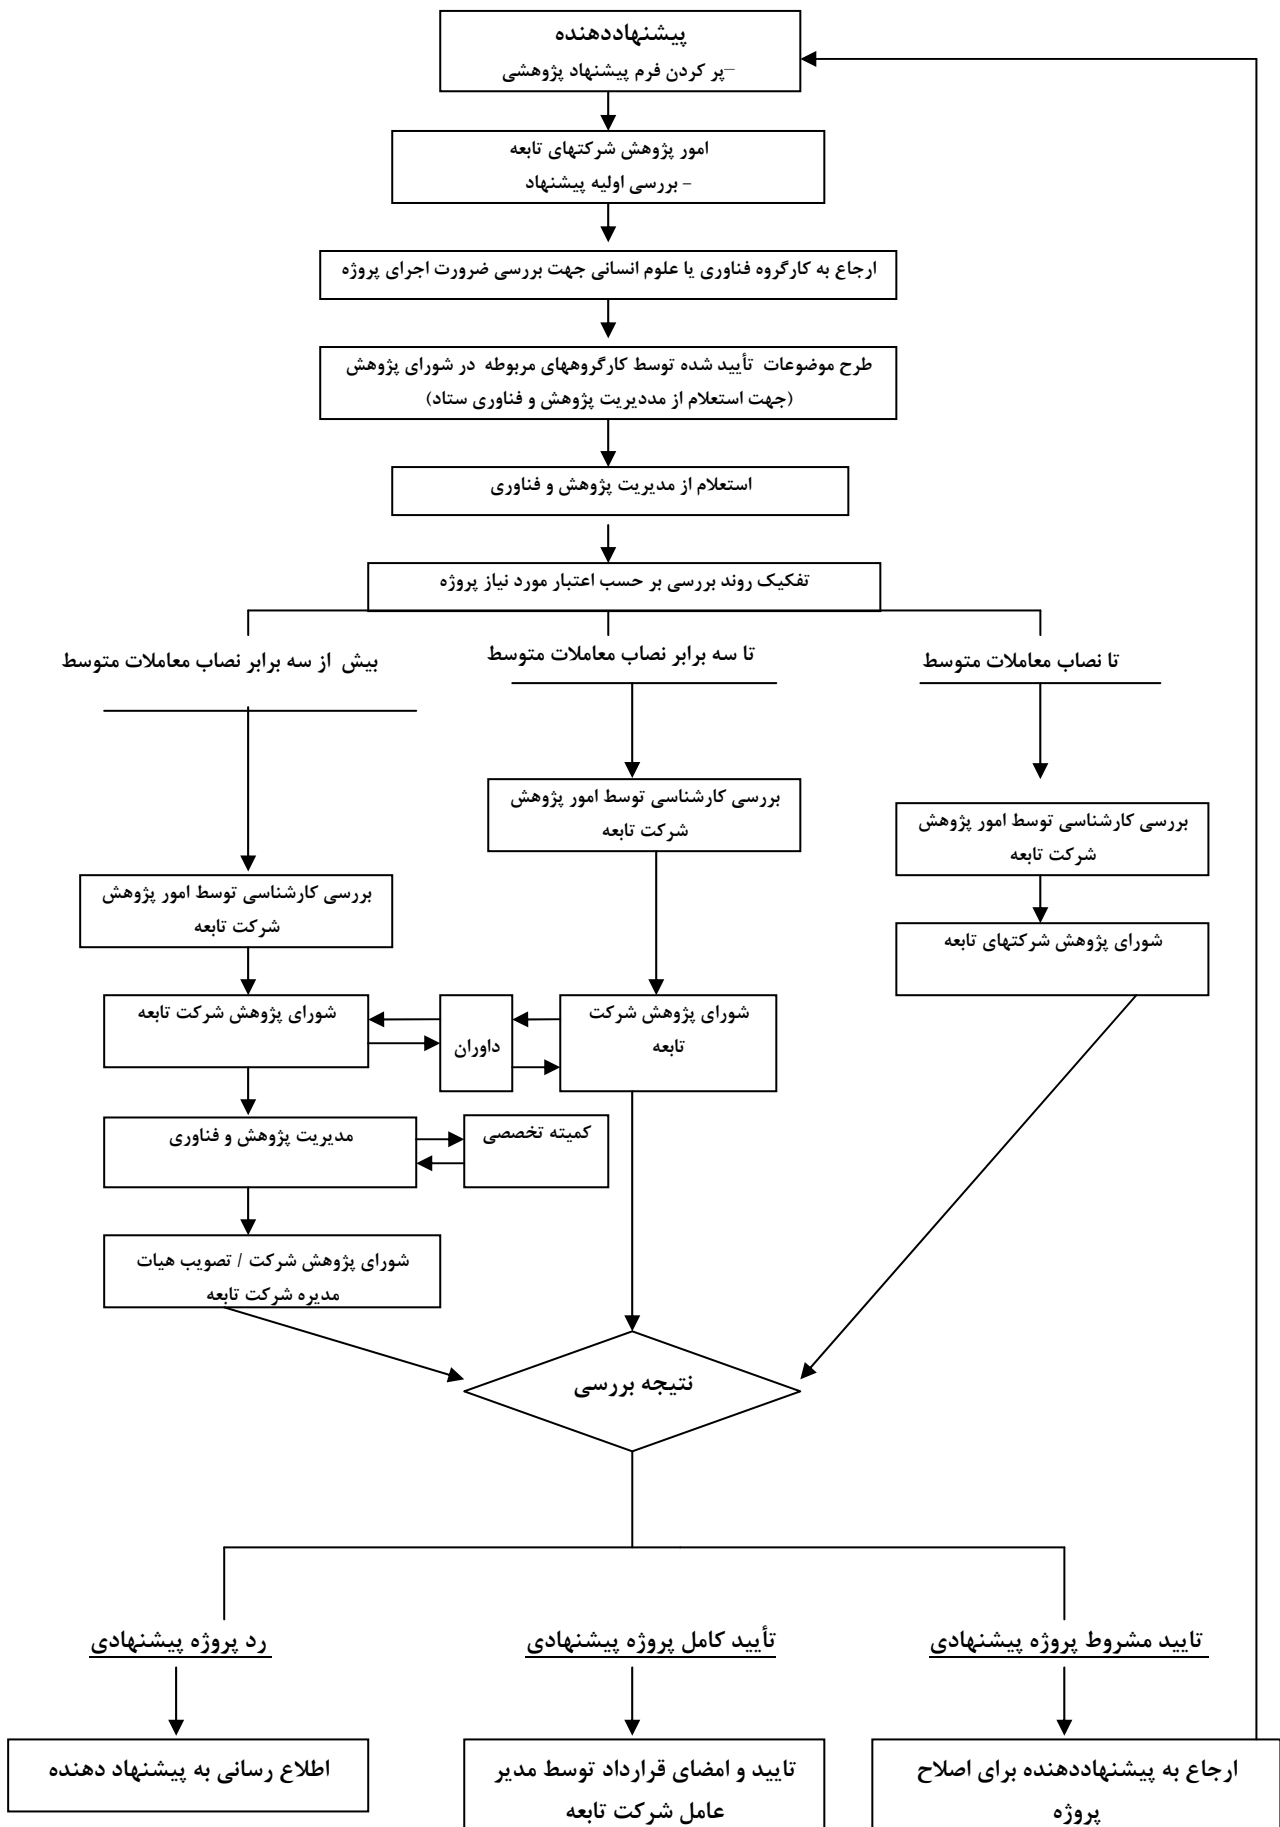 پیشنهاددهنده
–پر کردن فرم پیشنهاد پژوهشی
امور پژوهش شرکتهای تابعه
- بررسی اولیه پیشنهاد
ارجاع به کارگروه فناوری یا علوم انسانی جهت بررسی ضرورت اجرای پروژه
طرح موضوعات تأیید شده توسط کارگروههای مربوطه در شورای پژوهش
(جهت استعلام از مددیریت پژوهش و فناوری ستاد)
استعلام از مدیریت پژوهش و فناوری
تفکیک روند بررسی بر حسب اعتبار مورد نیاز پروژه
تا نصاب معاملات متوسط
تا سه برابر نصاب معاملات متوسط
بیش از سه برابر نصاب معاملات متوسط
بررسی کارشناسی توسط امور پژوهش
شرکت تابعه
شورای پژوهش شرکتهای تابعه
بررسی کارشناسی توسط امور پژوهش
شرکت تابعه
شورای پژوهش شرکت
تابعه
داوران
بررسی کارشناسی توسط امور پژوهش
شرکت تابعه
شورای پژوهش شرکت تابعه
مدیریت پژوهش و فناوری
کمیته تخصصی
شورای پژوهش شرکت / تصویب هیات
مدیره شرکت تابعه
نتیجه بررسی
تایید مشروط پروژه پیشنهادی
تأیید کامل پروژه پیشنهادی
رد پروژه پیشنهادی
ارجاع به پیشنهاددهنده برای اصلاح
پروژه
تایید و امضای قرارداد توسط مدیر
عامل شرکت تابعه
اطلاع رسانی به پیشنهاد دهنده